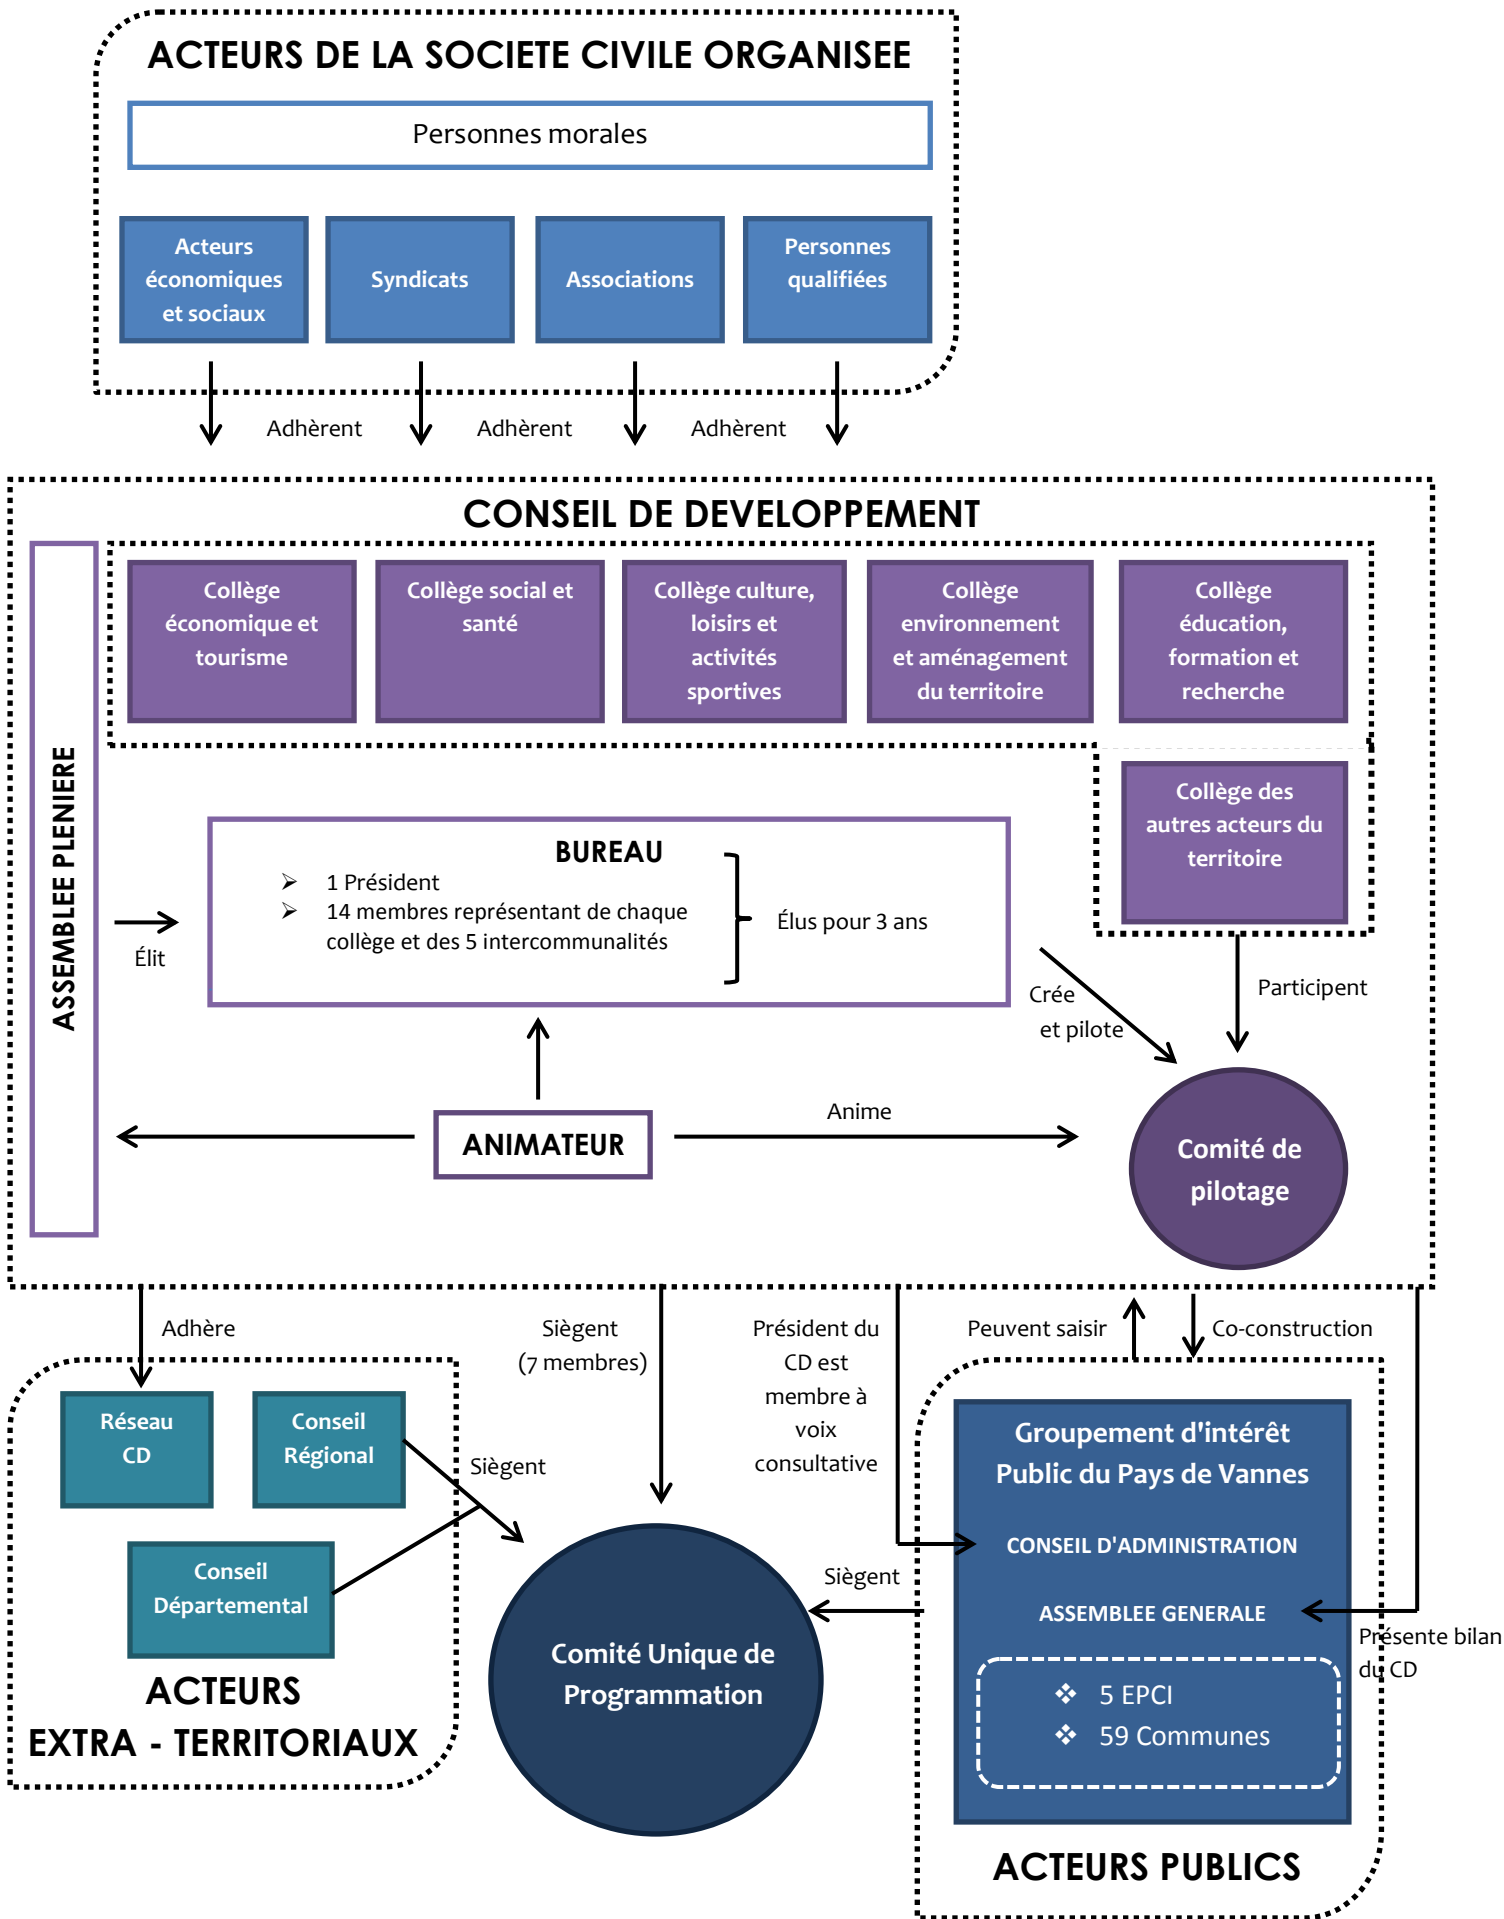 ACTEURS DE LA SOCIETE CIVILE ORGANISEE
Personnes morales
Acteurs
économiques
et sociaux
Syndicats
Associations
Personnes
qualifiées
Adhèrent
Adhèrent
Adhèrent
CONSEIL DE DEVELOPPEMENT
ASSEMBLEE PLENIERE
Collège
économique et
tourisme
Collège social et
santé
Collège culture,
loisirs et
activités
sportives
Collège
environnement
et aménagement
du territoire
Collège
éducation,
formation et
recherche
Collège des
autres acteurs du
territoire
BUREAU
➢ 1 Président
➢ 14 membres représentant de chaque
collège et des 5 intercommunalités
Élus pour 3 ans
Élit
Crée
et pilote
Participent
Anime
ANIMATEUR
Comité de
pilotage
Adhère
Siègent
(7 membres)
Président du
CD est
membre à
voix
consultative
Peuvent saisir
Co-construction
Réseau
CD
Conseil
Régional
Siègent
Conseil
Départemental
ACTEURS
EXTRA - TERRITORIAUX
Comité Unique de
Programmation
Siègent
Groupement d'intérêt
Public du Pays de Vannes
CONSEIL D'ADMINISTRATION
ASSEMBLEE GENERALE
❖ 5 EPCI
❖ 59 Communes
Présente bilan
du CD
ACTEURS PUBLICS